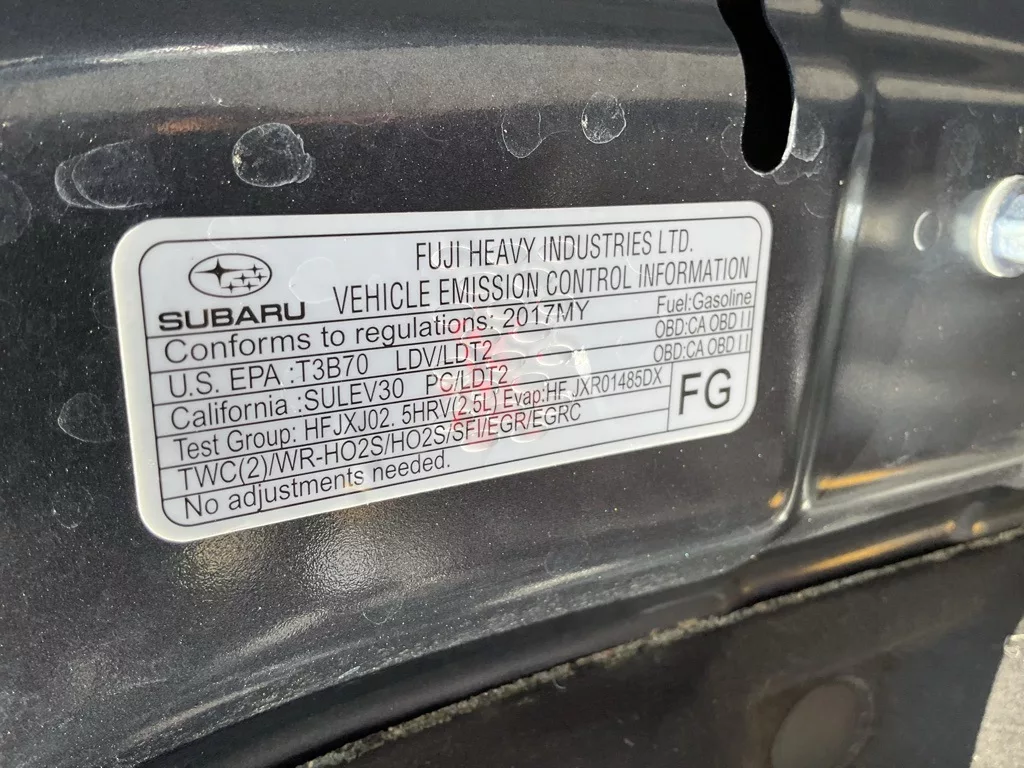 FUJI HEAVY INDUSTRIES LTD.
SUBARU
VEHICLE EMISSION CONTROL INFORMATION
Conforms to regulations: 2017MY Fuel:Gasoline
U.S. EPA :T3B70 LDV/LDT2 OBD:CA OBD II
California :SULEV30 PC/LDT2 OBD:CA OBD II
Test Group: HFJXJ02. 5HRV(2.5L) Evap:HFJXR01485DX
TWC(2)/WR-HO2S/HO2S/SFI/EGR/EGRC
FG
No adjustments needed.